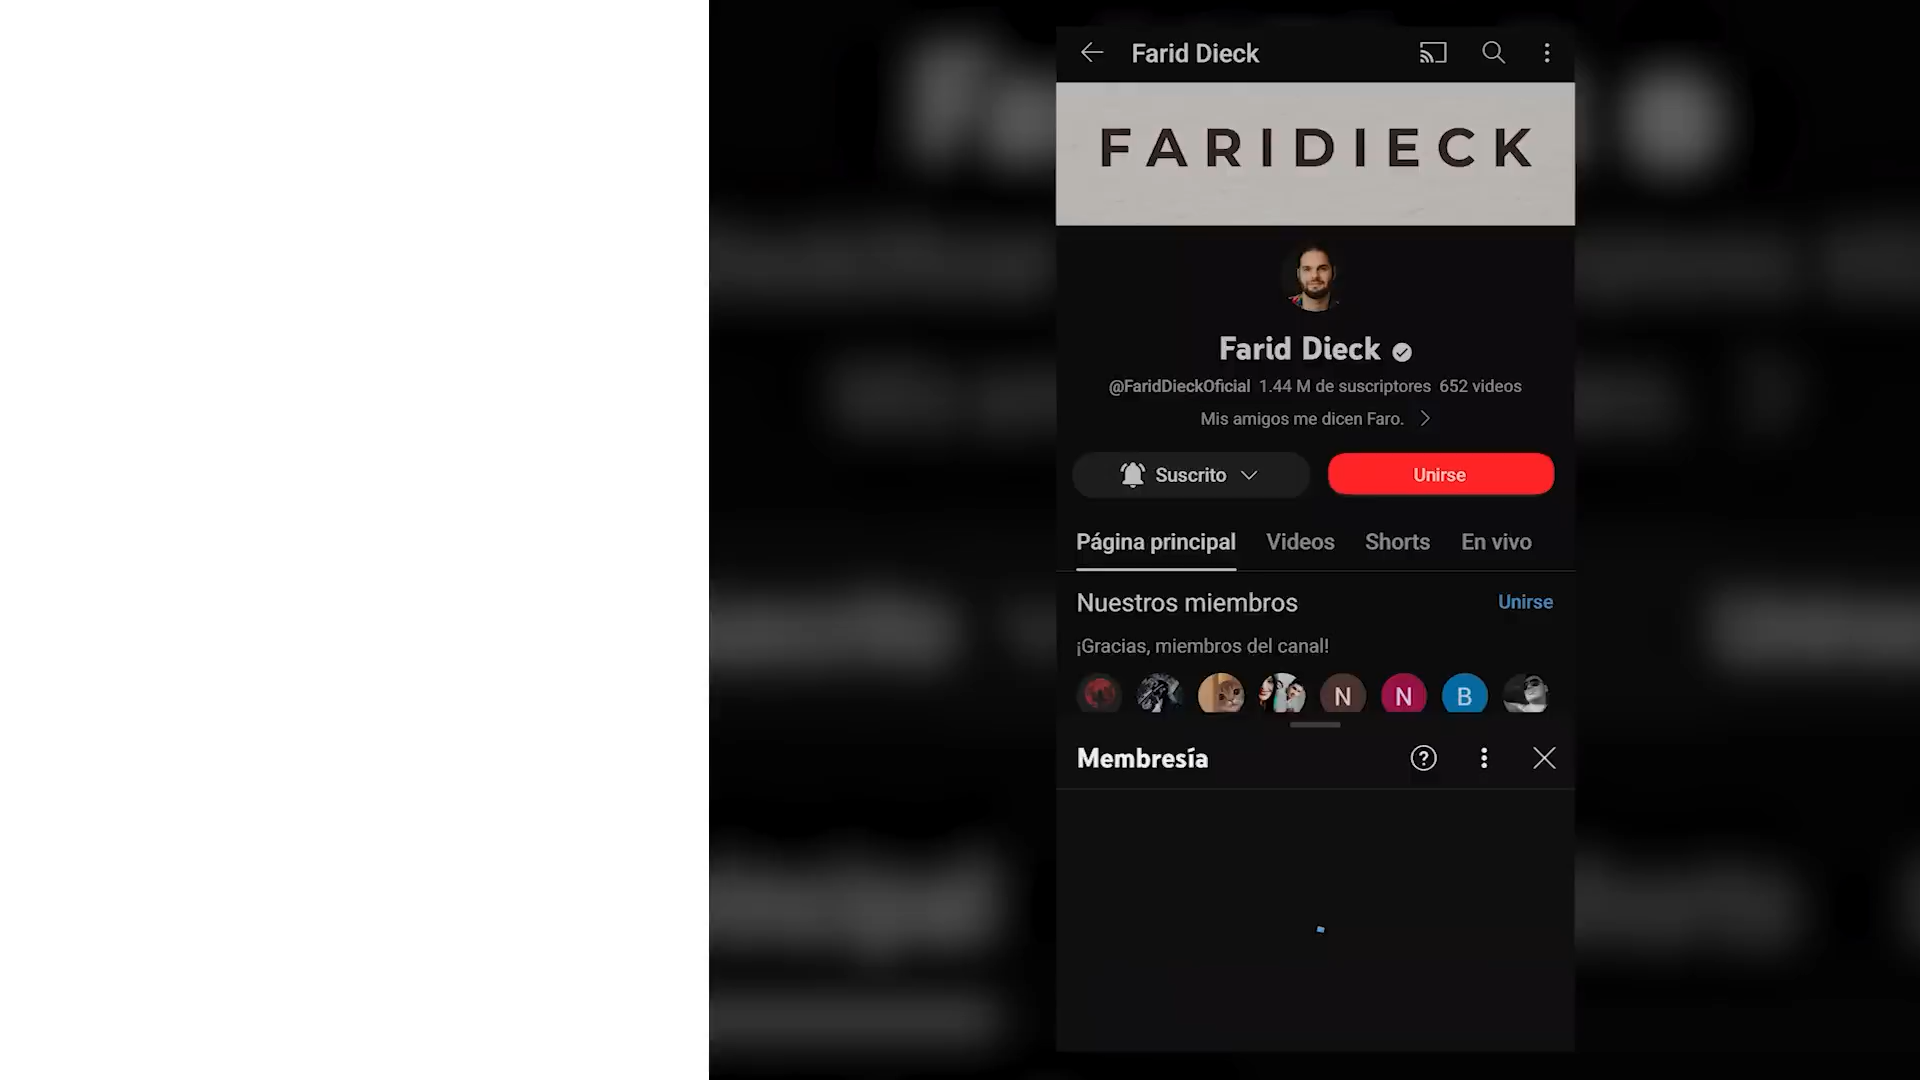 Farid Dieck
FARIDIECK
Farid Dieck
@FaridDieckOficial 1.44 M de suscriptores 652 videos
Mis amigos me dicen Faro.
Suscrito
Unirse
Página principal Videos Shorts En vivo
Nuestros miembros Unirse
¡Gracias, miembros del canal!
N N B
Membresía